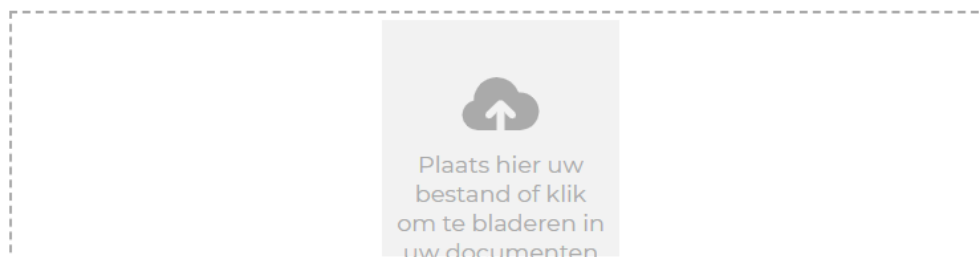 Plaats hier uw
bestand of klik
om te bladeren in
uw documenten